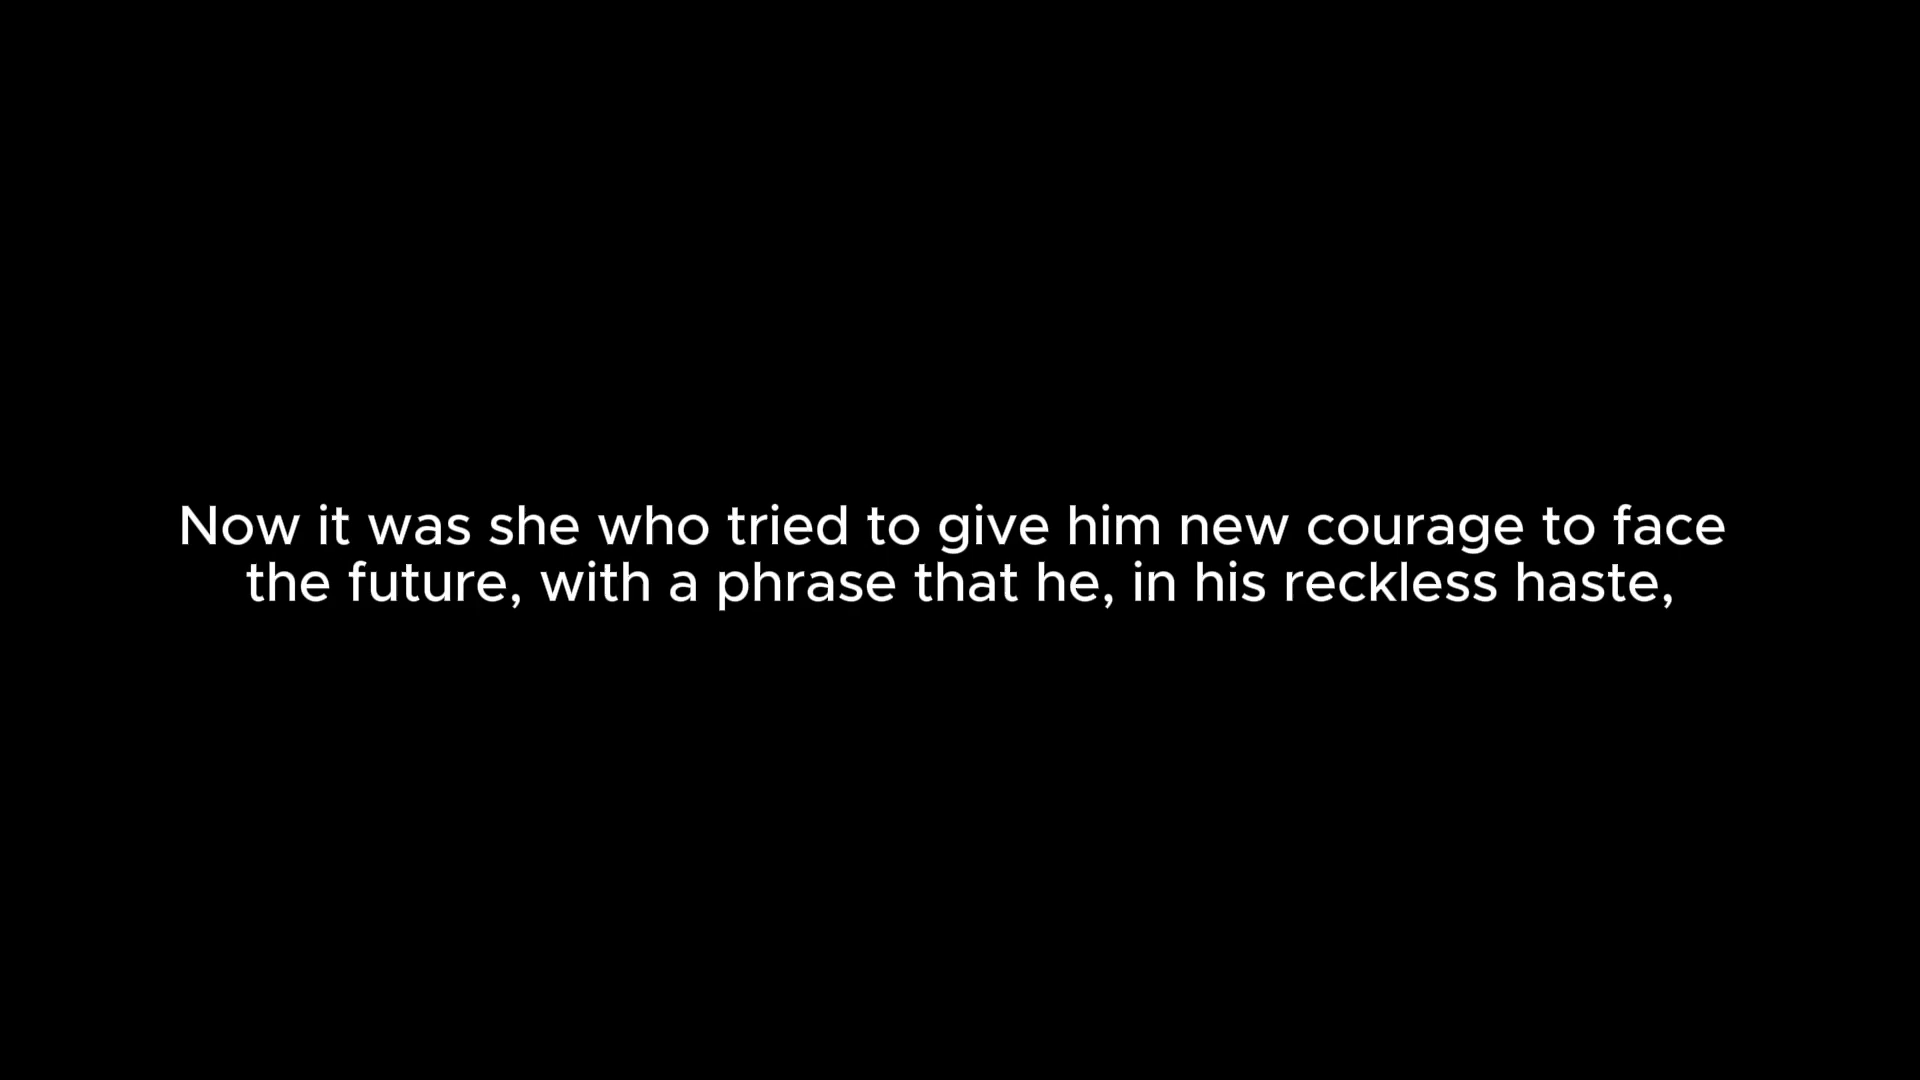 Now it was she who tried to give him new courage to face
the future, with a phrase that he, in his reckless haste,